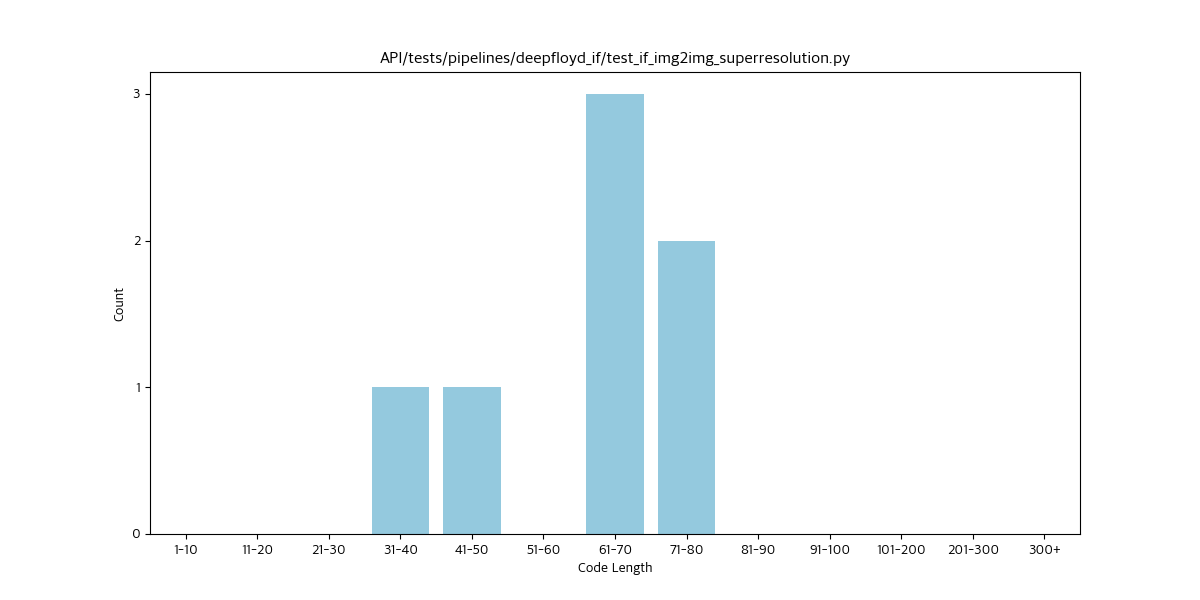 API/tests/pipelines/deepfloyd_if/test_if_img2img_superresolution.py
3
2
1
0
Count
1-10 11-20 21-30 31-40 41-50 51-60 61-70 71-80 81-90 91-100 101-200 201-300 300+
Code Length